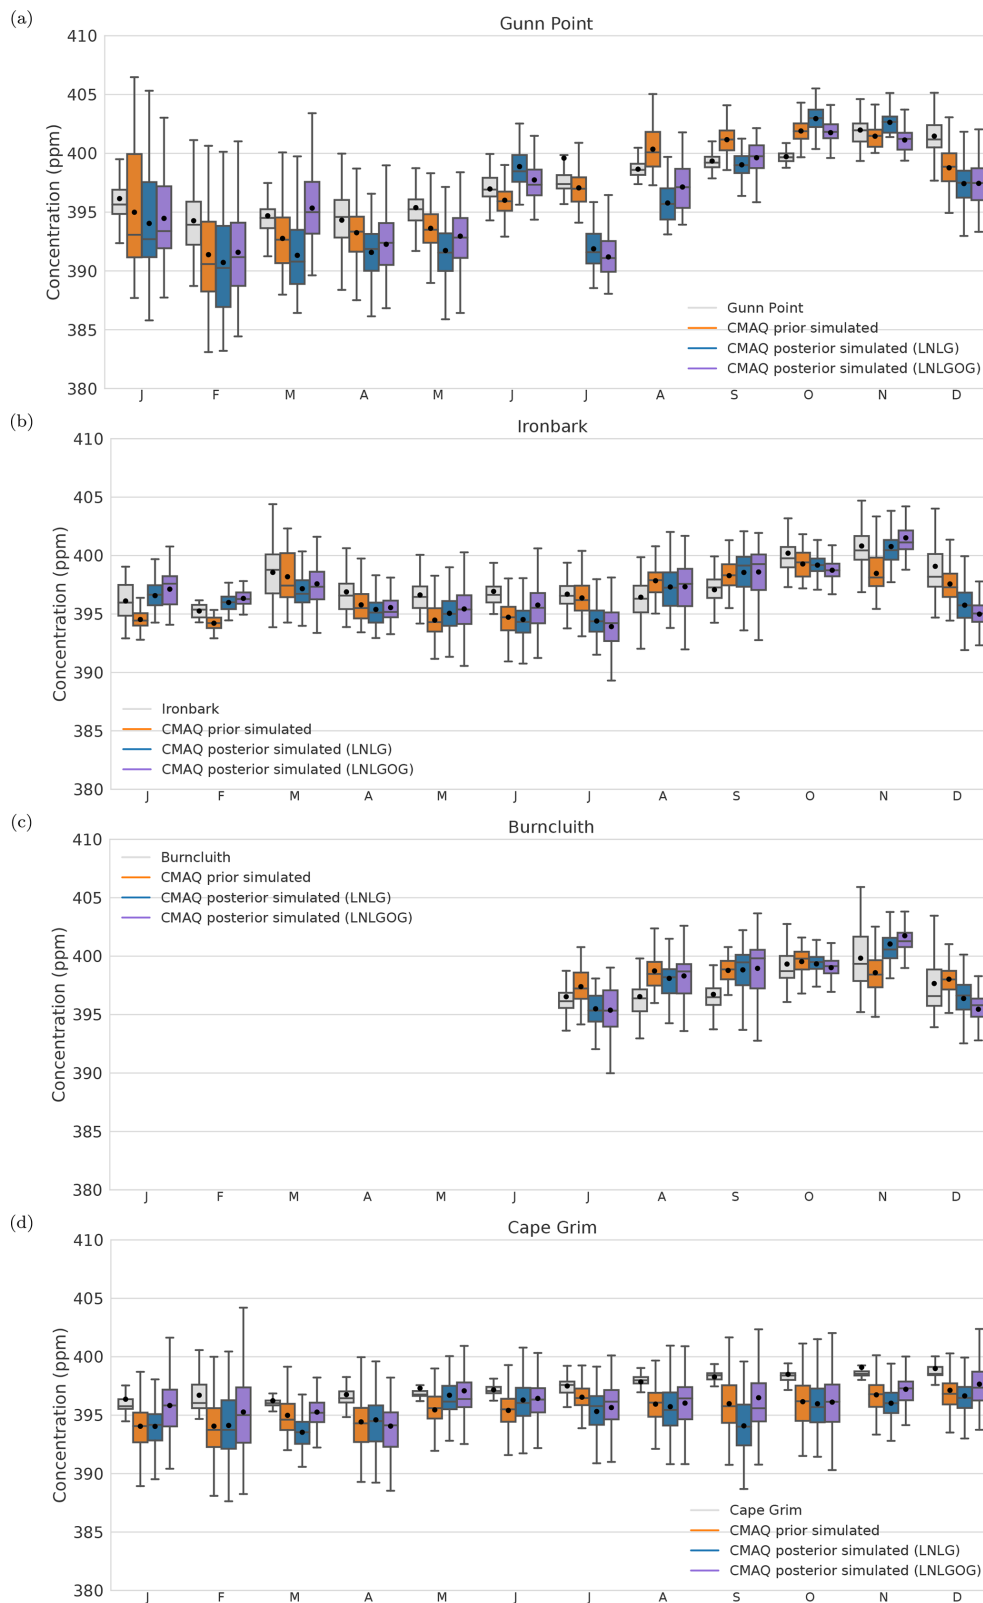 (a)
Gunn Point
Concentration (ppm)
410
405
400
395
390
385
380
Gunn Point
CMAQ prior simulated
CMAQ posterior simulated (LNLG)
CMAQ posterior simulated (LNLGOG)
J F M A M J J A S O N D
(b)
Ironbark
Concentration (ppm)
410
405
400
395
390
385
380
Ironbark
CMAQ prior simulated
CMAQ posterior simulated (LNLG)
CMAQ posterior simulated (LNLGOG)
J F M A M J J A S O N D
(c)
Burncluith
Concentration (ppm)
410
405
400
395
390
385
380
Burncluith
CMAQ prior simulated
CMAQ posterior simulated (LNLG)
CMAQ posterior simulated (LNLGOG)
J F M A M J J A S O N D
(d)
Cape Grim
Concentration (ppm)
410
405
400
395
390
385
380
Cape Grim
CMAQ prior simulated
CMAQ posterior simulated (LNLG)
CMAQ posterior simulated (LNLGOG)
J F M A M J J A S O N D